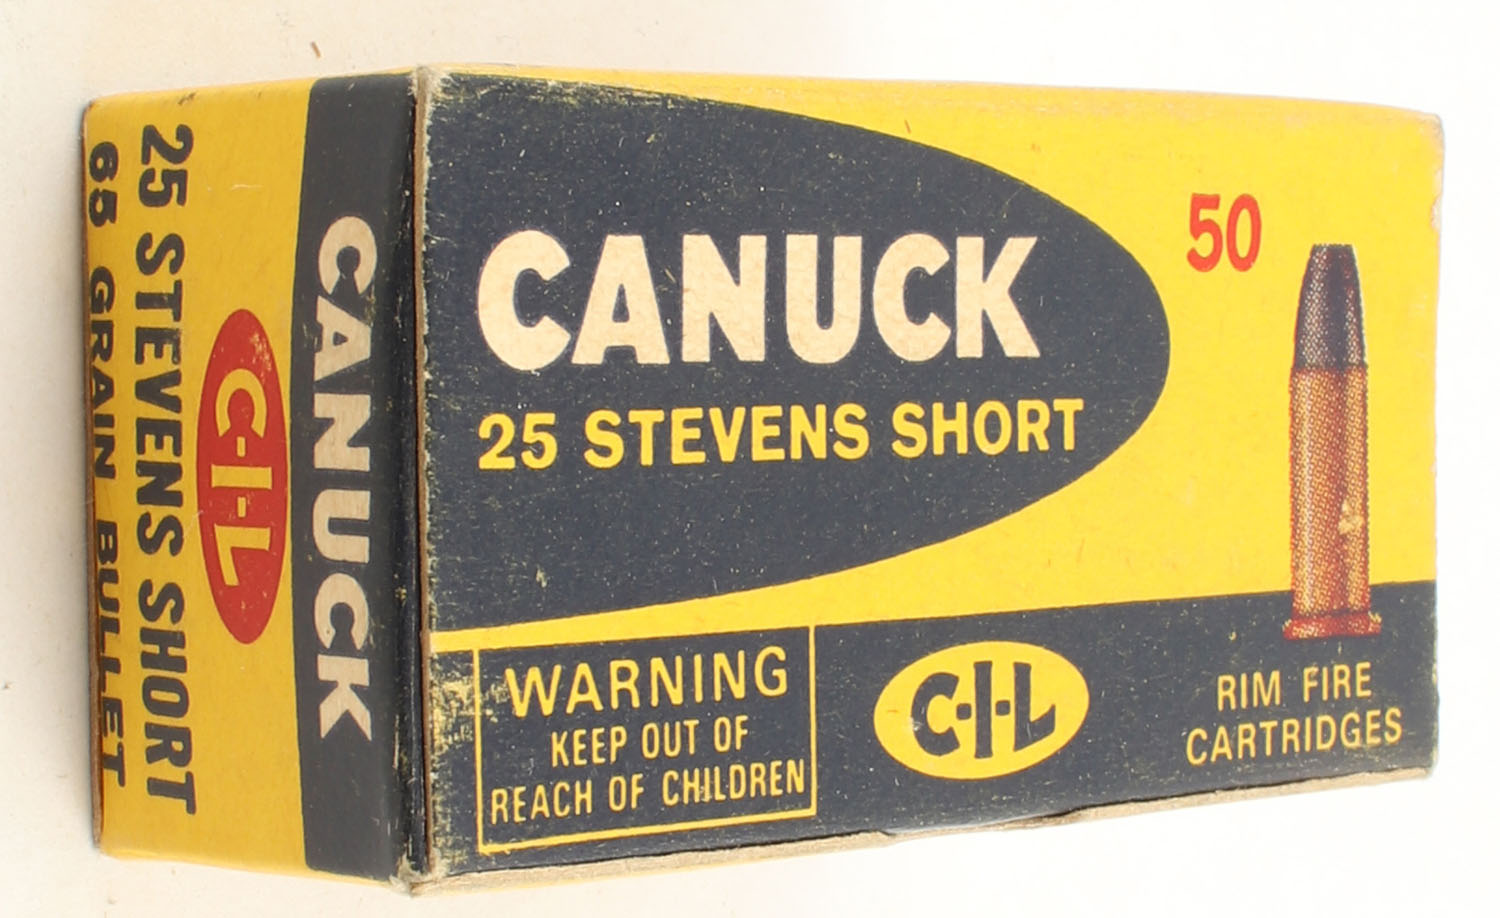 CANUCK
25 STEVENS SHORT
50
WARNING
KEEP OUT OF
REACH OF CHILDREN
C-I-L
RIM FIRE
CARTRIDGES
CANUCK
C-I-L
25 STEVENS SHORT
65 GRAIN BULLET